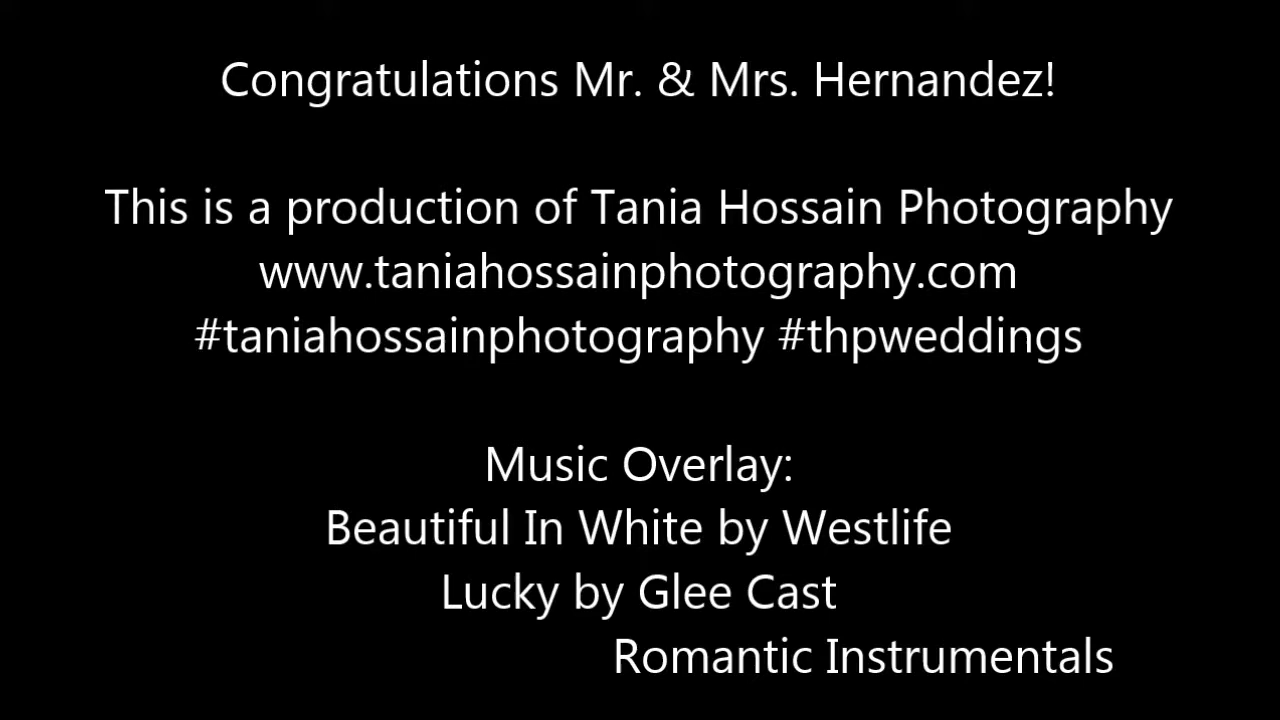 Congratulations Mr. & Mrs. Hernandez!
This is a production of Tania Hossain Photography
www.taniahossainphotography.com
#taniahossainphotography #thpweddings
Music Overlay:
Beautiful In White by Westlife
Lucky by Glee Cast
Romantic Instrumentals